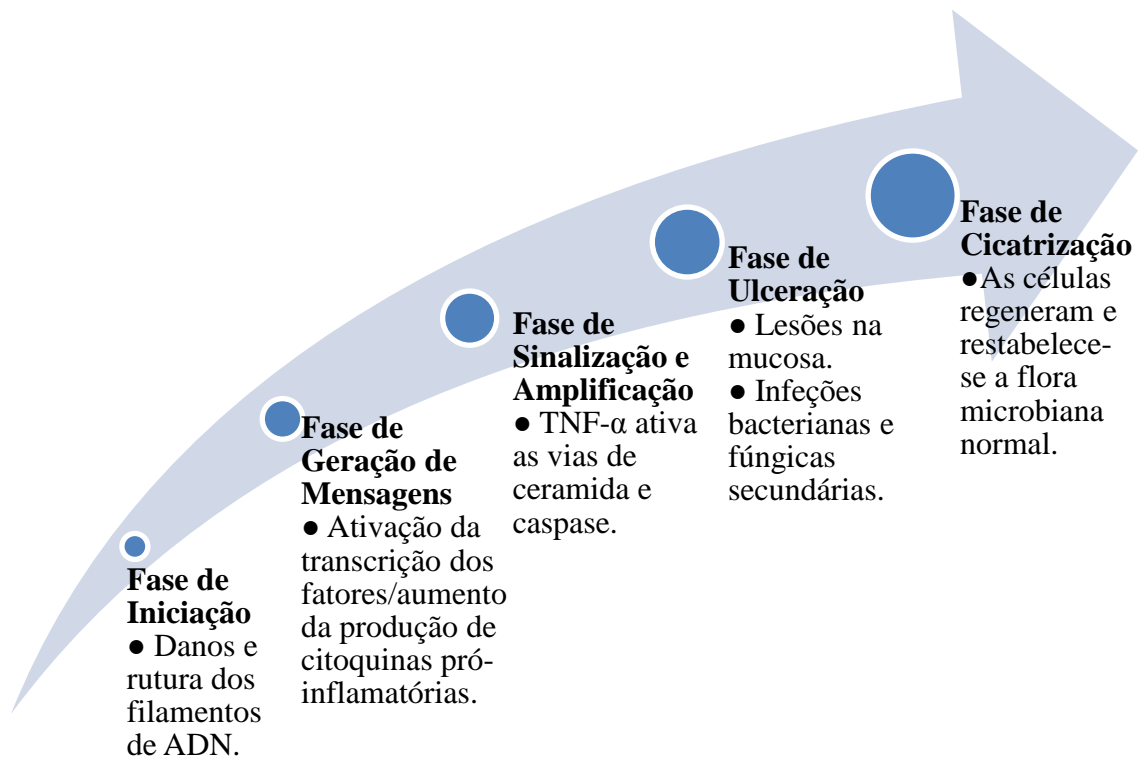 Fase de
Iniciação
● Danos e
rutura dos
filamentos
de ADN.
Fase de
Geração de
Mensagens
● Ativação da
transcrição dos
fatores/aumento
da produção de
citoquinas pró-
inflamatórias.
Fase de
Sinalização e
Amplificação
● TNF-α ativa
as vias de
ceramida e
caspase.
Fase de
Ulceração
● Lesões na
mucosa.
● Infeções
bacterianas e
fúngicas
secundárias.
Fase de
Cicatrização
●As células
regeneram e
restabelece-
se a flora
microbiana
normal.